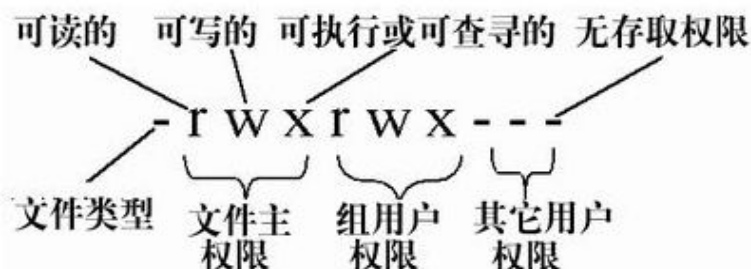 可读的 可写的 可执行或可查寻的 无存取权限
- r w x r w x - - -
文件类型 文件主权限 组用户权限 其它用户权限